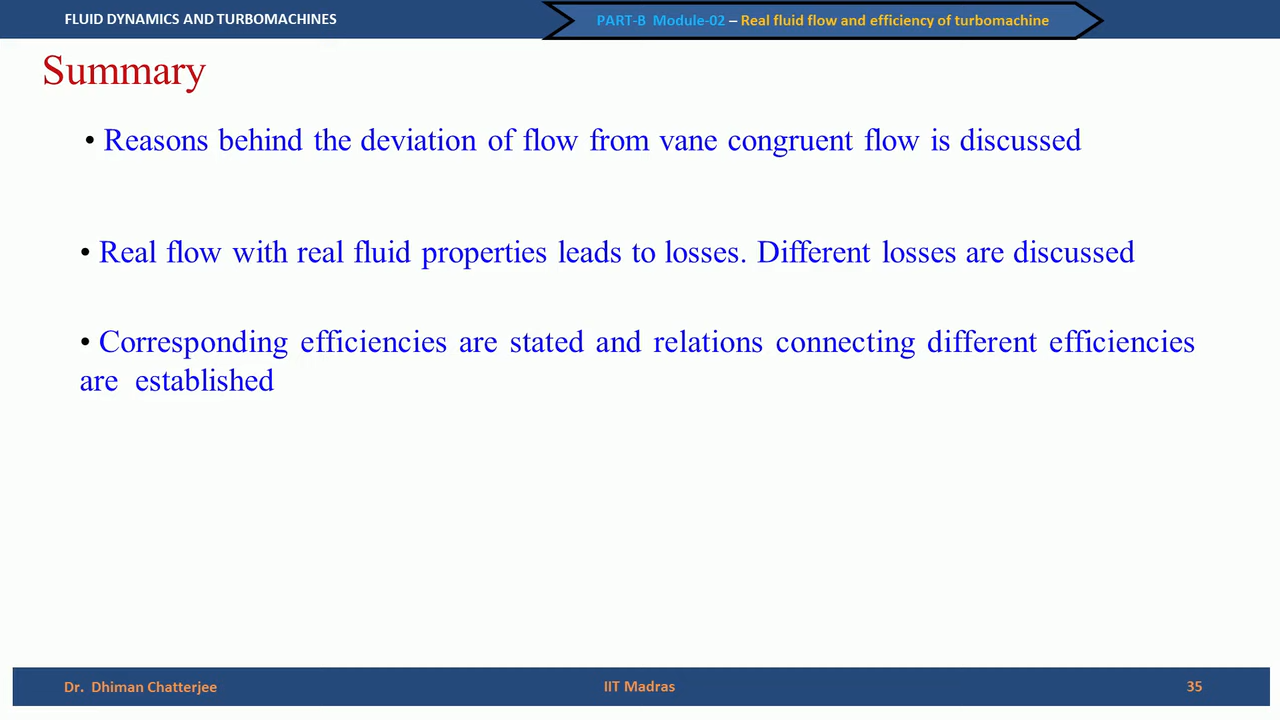 FLUID DYNAMICS AND TURBOMACHINES
PART-B Module-02 – Real fluid flow and efficiency of turbomachine
Summary
• Reasons behind the deviation of flow from vane congruent flow is discussed
• Real flow with real fluid properties leads to losses. Different losses are discussed
• Corresponding efficiencies are stated and relations connecting different efficiencies
are established
Dr. Dhiman Chatterjee
IIT Madras
35